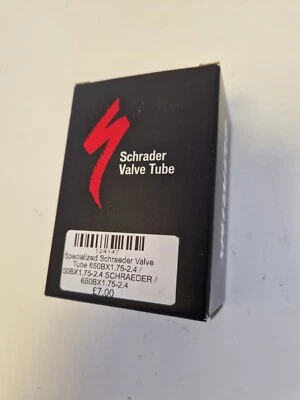 Schrader
Valve Tube
124147
Specialized Schraeder Valve
Tube 650BX1.75-2.4 /
50BX1.75-2.4 SCHRAEDER /
650BX1.75-2.4
£7.00